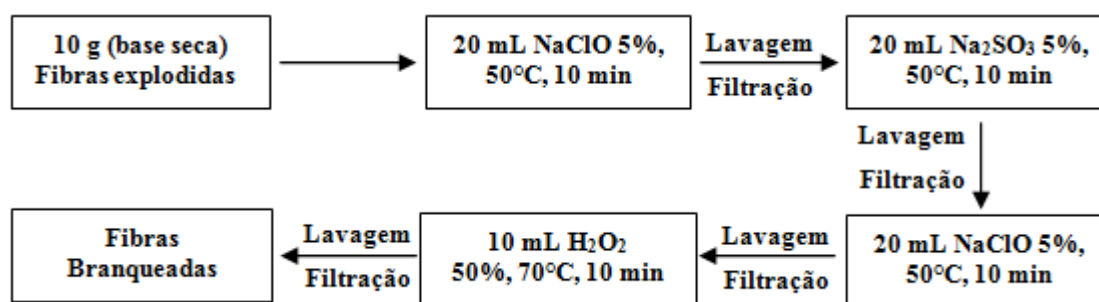 10 g (base seca)
Fibras explodidas
20 mL NaClO 5%,
50°C, 10 min
Lavagem
Filtração
20 mL Na₂SO₃ 5%,
50°C, 10 min
Lavagem
Filtração
20 mL NaClO 5%,
50°C, 10 min
Lavagem
Filtração
10 mL H₂O₂
50%, 70°C, 10 min
Lavagem
Filtração
Fibras
Branqueadas